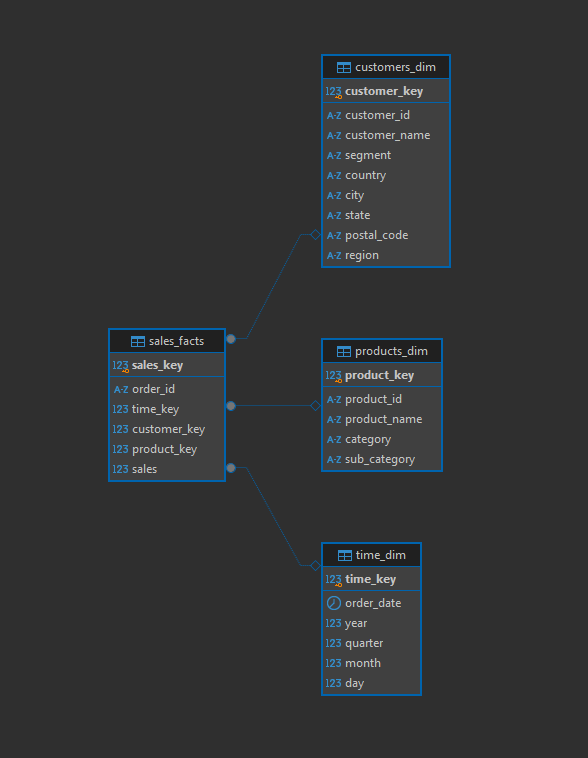 customers_dim
123 customer_key
A-Z customer_id
A-Z customer_name
A-Z segment
A-Z country
A-Z city
A-Z state
A-Z postal_code
A-Z region
sales_facts
123 sales_key
A-Z order_id
123 time_key
123 customer_key
123 product_key
123 sales
products_dim
123 product_key
A-Z product_id
A-Z product_name
A-Z category
A-Z sub_category
time_dim
123 time_key
order_date
123 year
123 quarter
123 month
123 day